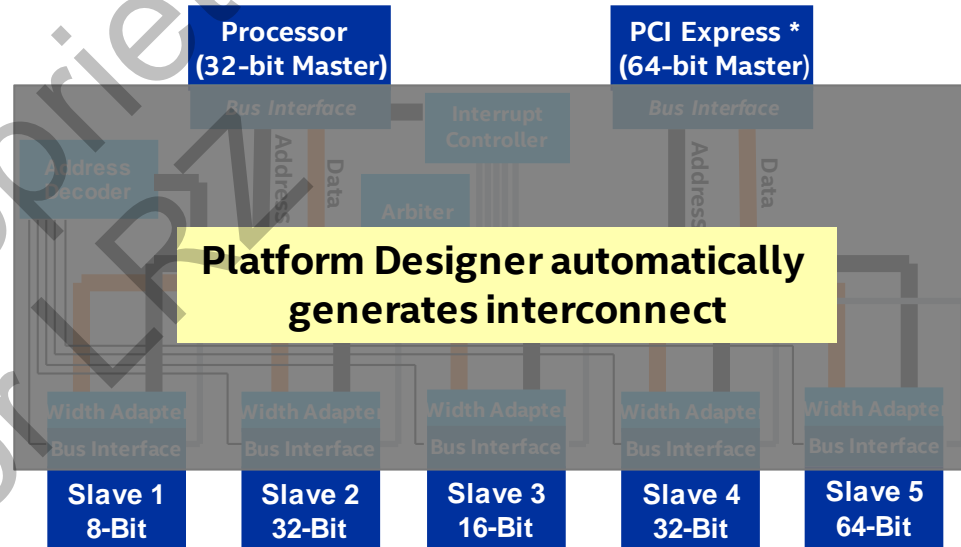 Processor
(32-bit Master)
PCI Express *
(64-bit Master)
Bus Interface
Bus Interface
Interrupt
Controller
Address
Decoder
Address
Data
Address
Data
Arbiter
Platform Designer automatically
generates interconnect
Width Adapter
Width Adapter
Width Adapter
Width Adapter
Width Adapter
Bus Interface
Bus Interface
Bus Interface
Bus Interface
Bus Interface
Slave 1
8-Bit
Slave 2
32-Bit
Slave 3
16-Bit
Slave 4
32-Bit
Slave 5
64-Bit
opriet
or LRZ